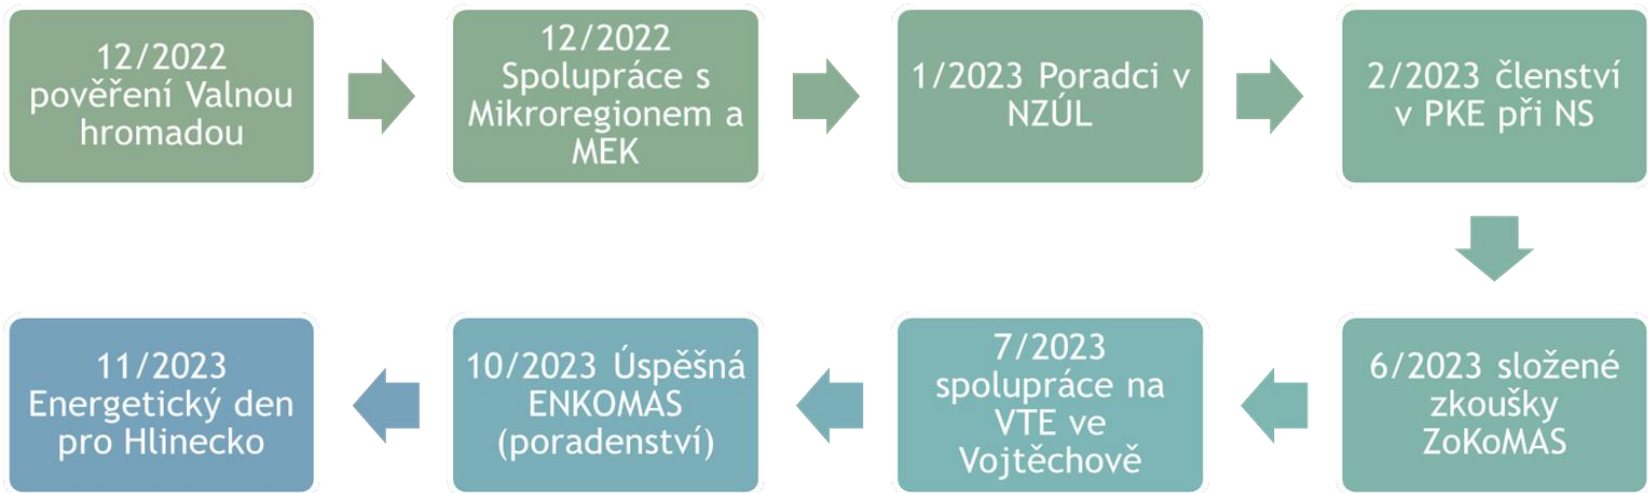 12/2022
pověření Valnou
hromadou
12/2022
Spolupráce s
Mikroregionem a
MEK
1/2023 Poradci v
NZÚL
2/2023 členství
v PKE při NS
6/2023 složené
zkoušky
ZoKoMAS
7/2023
spolupráce na
VTE ve
Vojtěchově
10/2023 Úspěšná
ENKOMAS
(poradenství)
11/2023
Energetický den
pro Hlinecko